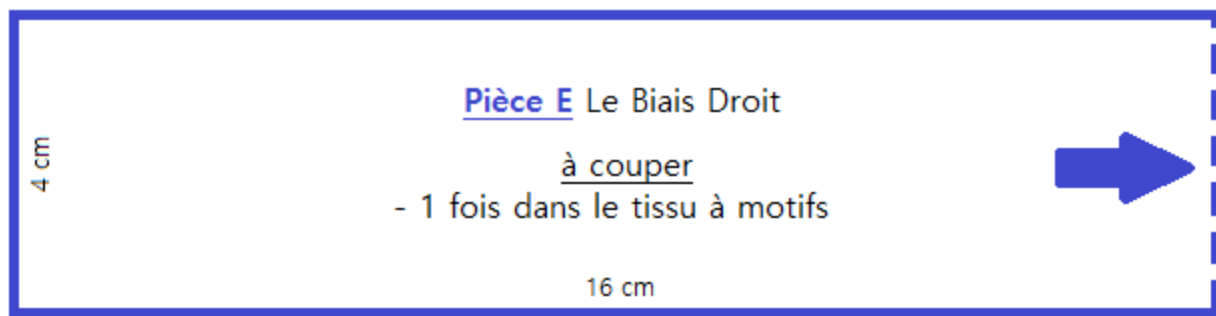 Pièce E Le Biais Droit
4 cm
à couper
- 1 fois dans le tissu à motifs
16 cm